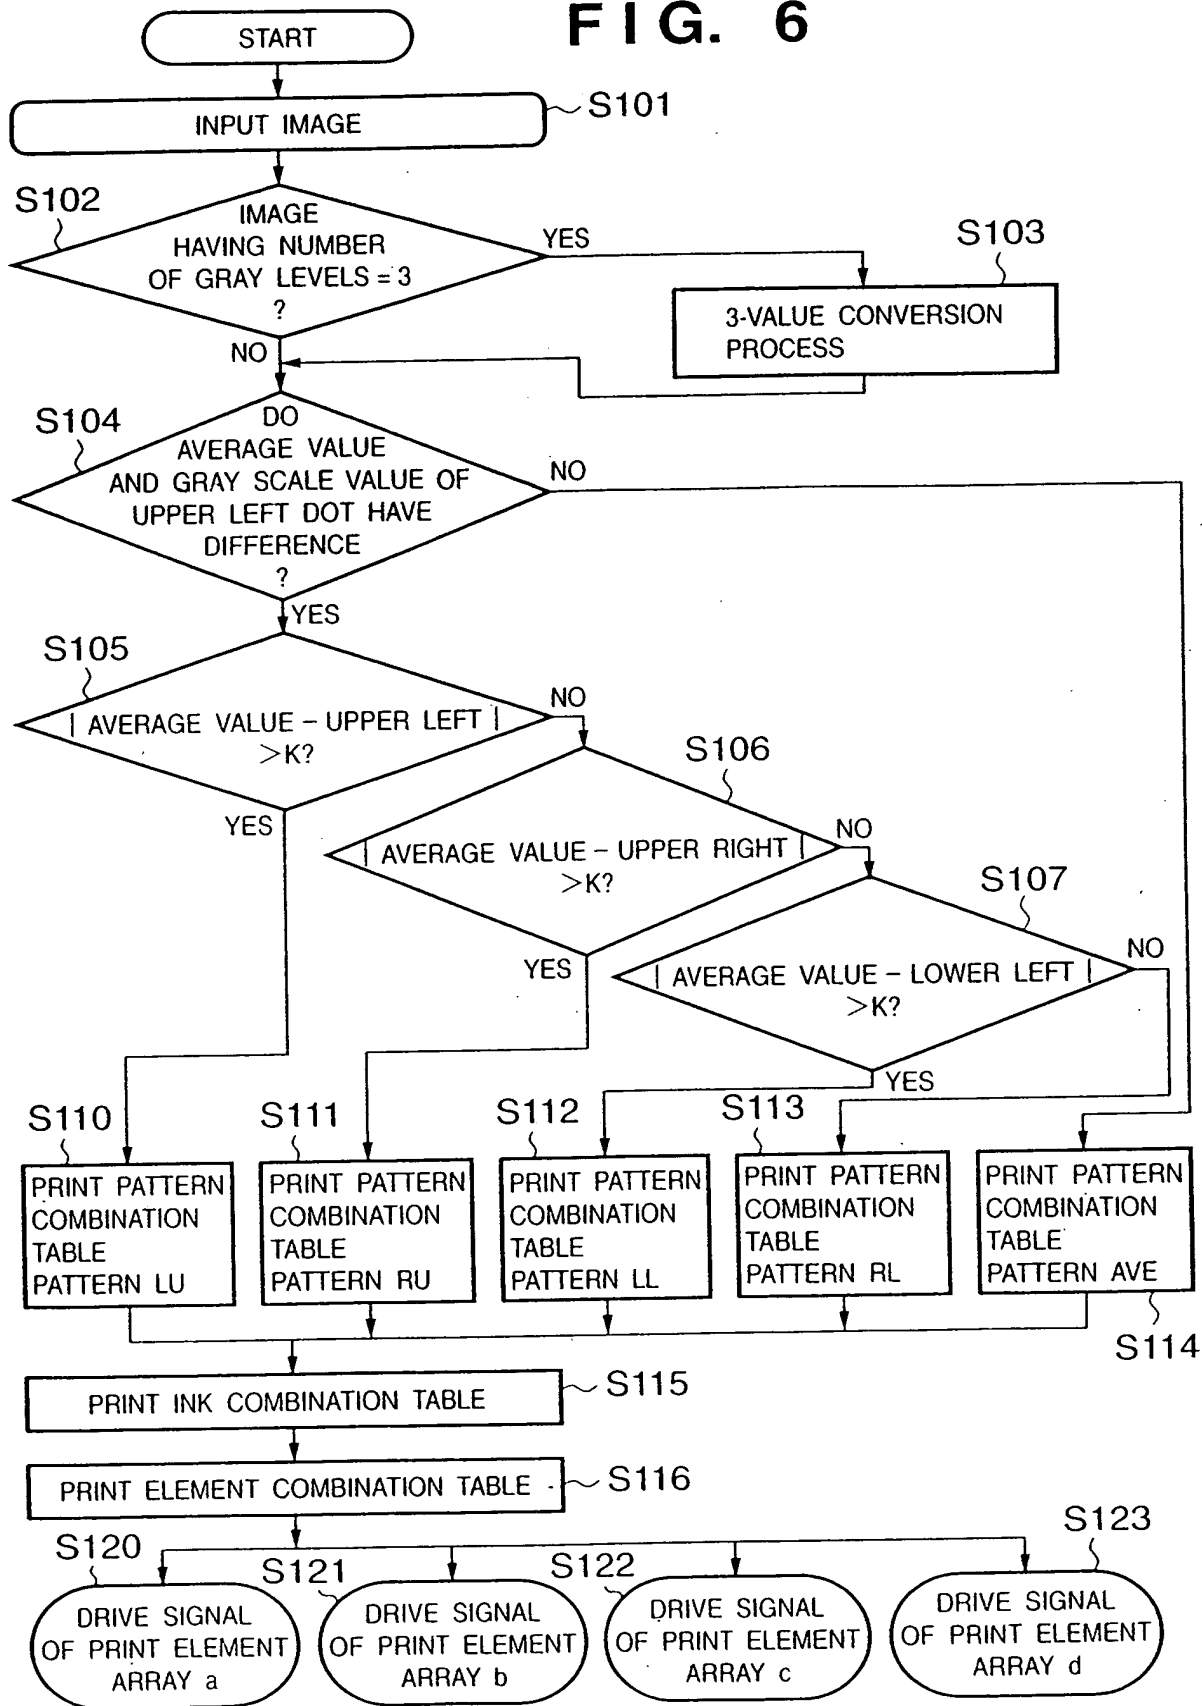 FIG. 6
START
INPUT IMAGE
S101
S102
IMAGE
HAVING NUMBER
OF GRAY LEVELS = 3
?
YES
S103
3-VALUE CONVERSION
PROCESS
NO
S104
DO
AVERAGE VALUE
AND GRAY SCALE VALUE OF
UPPER LEFT DOT HAVE
DIFFERENCE
?
NO
YES
S105
| AVERAGE VALUE – UPPER LEFT |
>K?
NO
YES
S106
| AVERAGE VALUE – UPPER RIGHT |
>K?
NO
YES
S107
| AVERAGE VALUE – LOWER LEFT |
>K?
NO
YES
S110
PRINT PATTERN
COMBINATION
TABLE
PATTERN LU
S111
PRINT PATTERN
COMBINATION
TABLE
PATTERN RU
S112
PRINT PATTERN
COMBINATION
TABLE
PATTERN LL
S113
PRINT PATTERN
COMBINATION
TABLE
PATTERN RL
PRINT PATTERN
COMBINATION
TABLE
PATTERN AVE
S114
PRINT INK COMBINATION TABLE
S115
PRINT ELEMENT COMBINATION TABLE
S116
S120
DRIVE SIGNAL
OF PRINT ELEMENT
ARRAY a
S121
DRIVE SIGNAL
OF PRINT ELEMENT
ARRAY b
S122
DRIVE SIGNAL
OF PRINT ELEMENT
ARRAY c
S123
DRIVE SIGNAL
OF PRINT ELEMENT
ARRAY d